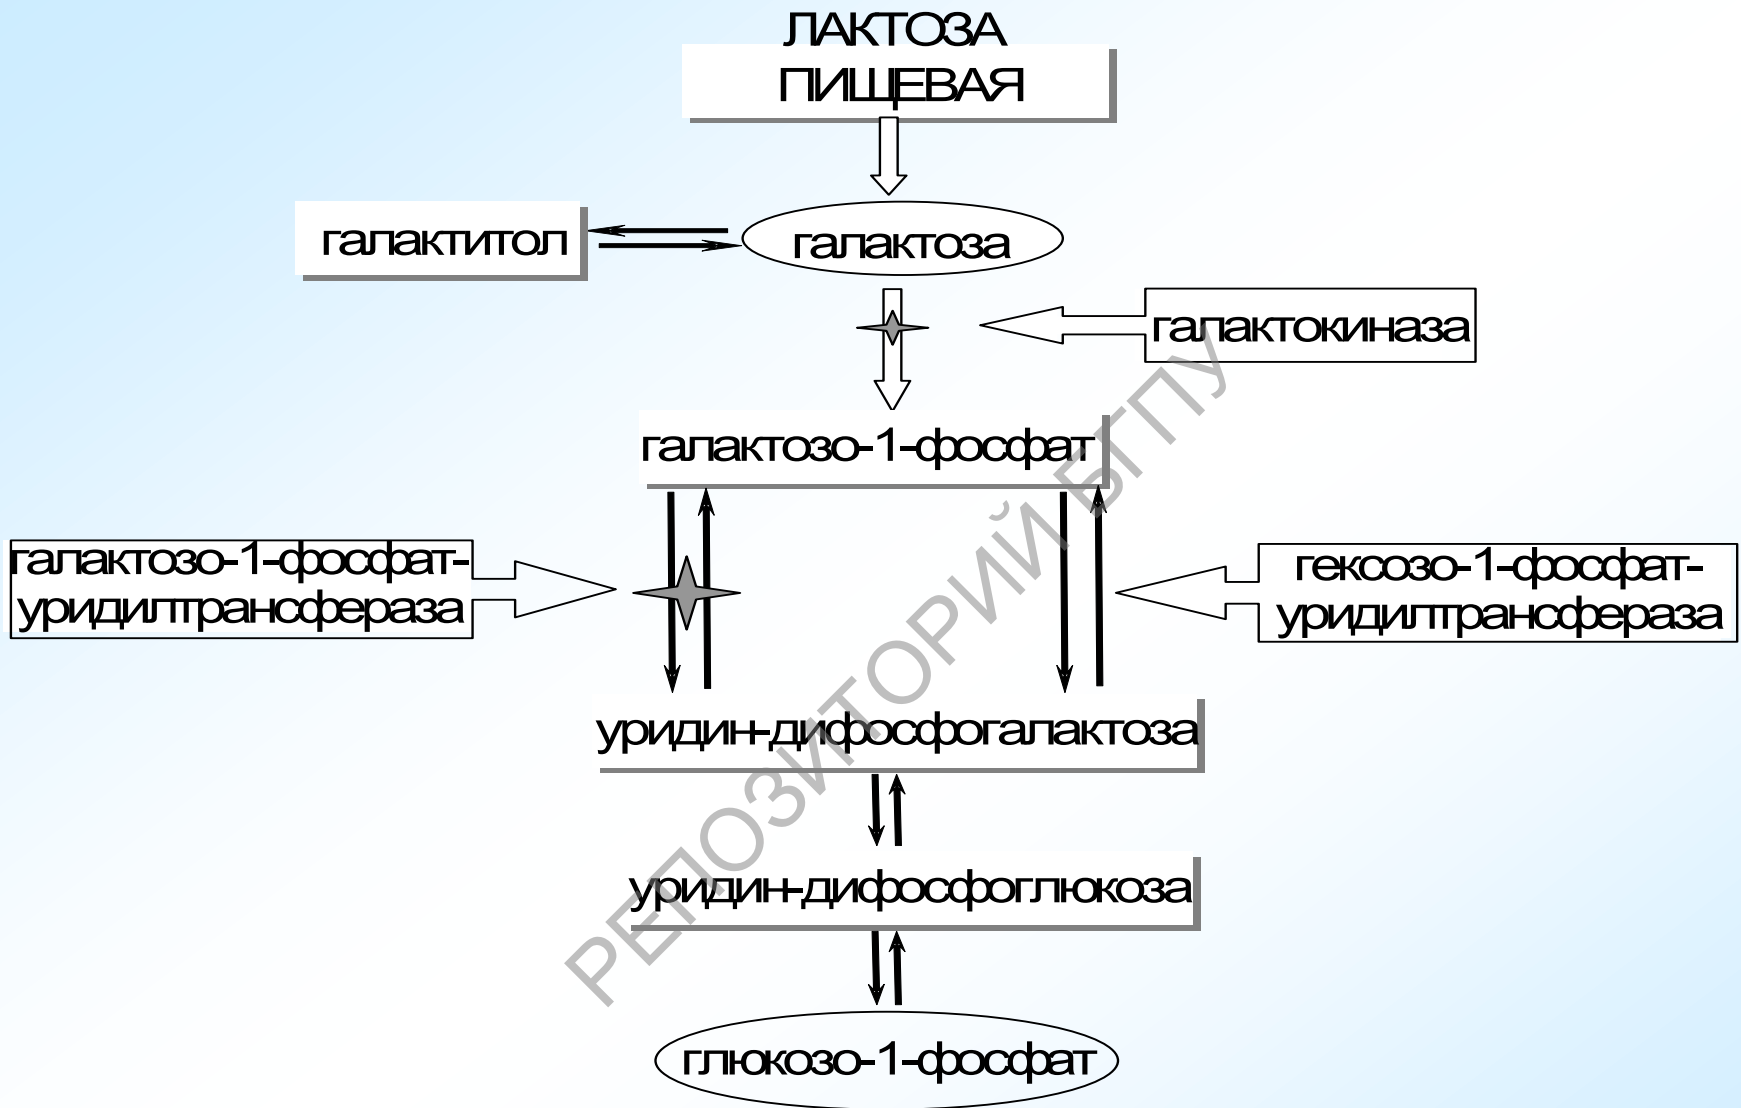 ЛАКТОЗА
ПИЩЕВАЯ
галактитол
галактоза
галактокиназа
галактозо-1-фосфат
галактозо-1-фосфат-
уридилтрансфераза
гексозо-1-фосфат-
уридилтрансфераза
уридин-дифосфогалактоза
уридин-дифосфоглюкоза
глюкозо-1-фосфат
РЕПОЗИТОРИЙ БГПУ